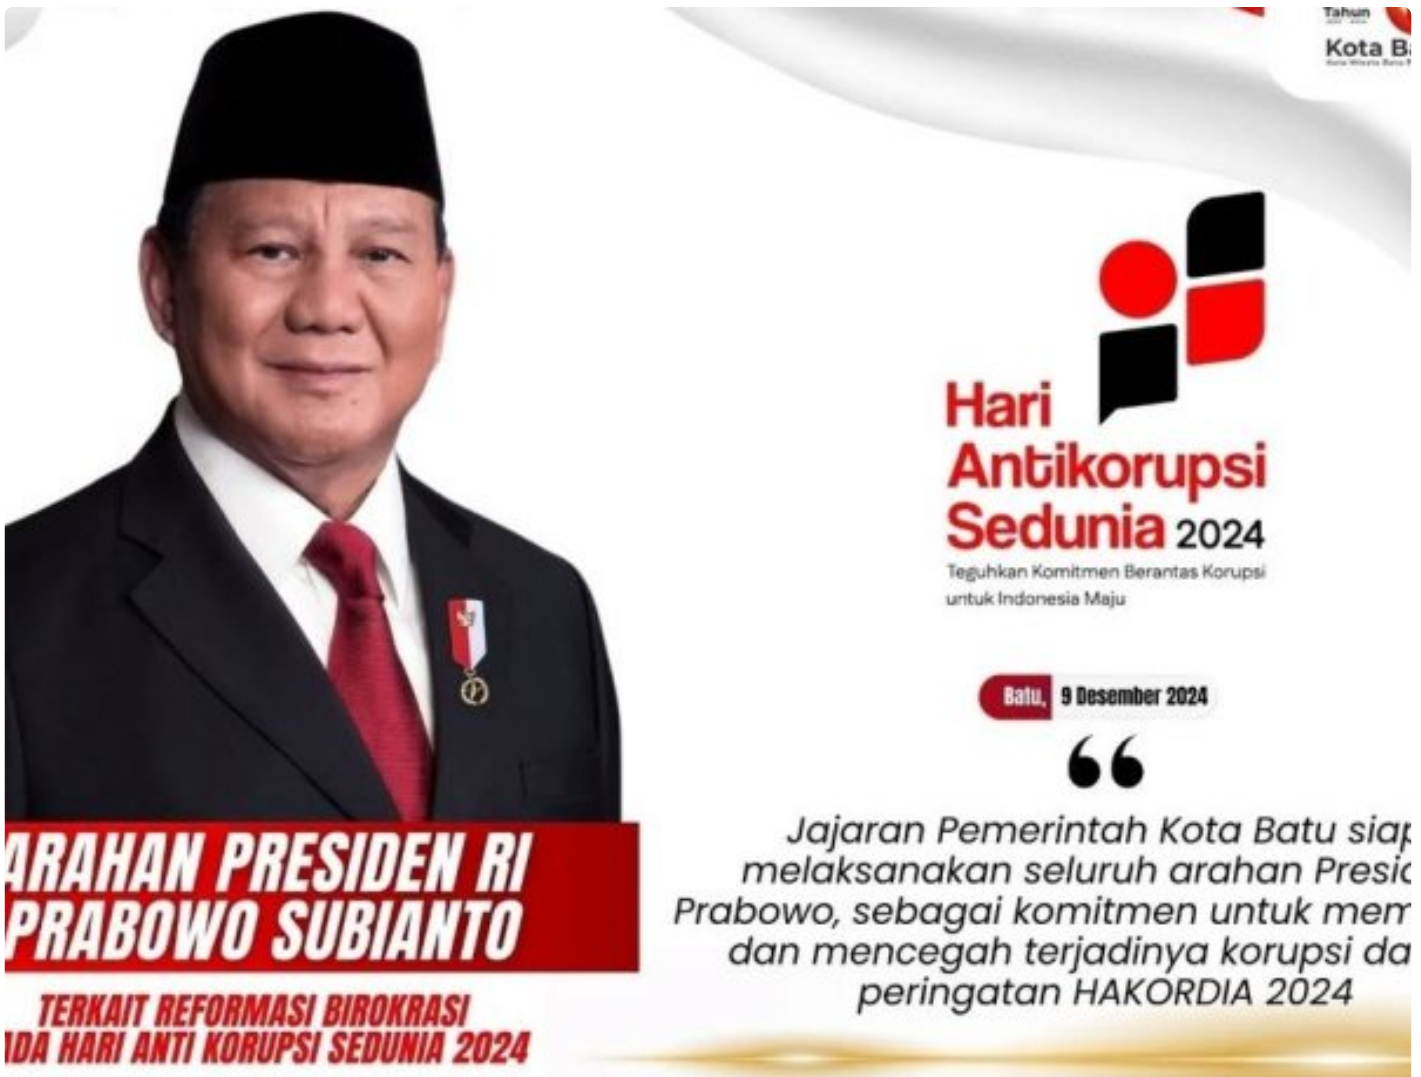 Tahun
Kota
Hari
Antikorupsi
Sedunia 2024
Teguhkan Komitmen Berantas Korupsi
untuk Indonesia Maju
Batu, 9 Desember 2024
“
Jajaran Pemerintah Kota Batu siap
melaksanakan seluruh arahan
Prabowo, sebagai komitmen untuk
dan mencegah terjadinya korupsi
peringatan HAKORDIA 2024
ARAHAN PRESIDEN RI
PRABOWO SUBIANTO
TERKAIT REFORMASI BIROKRASI
HARI ANTI KORUPSI SEDUNIA 2024